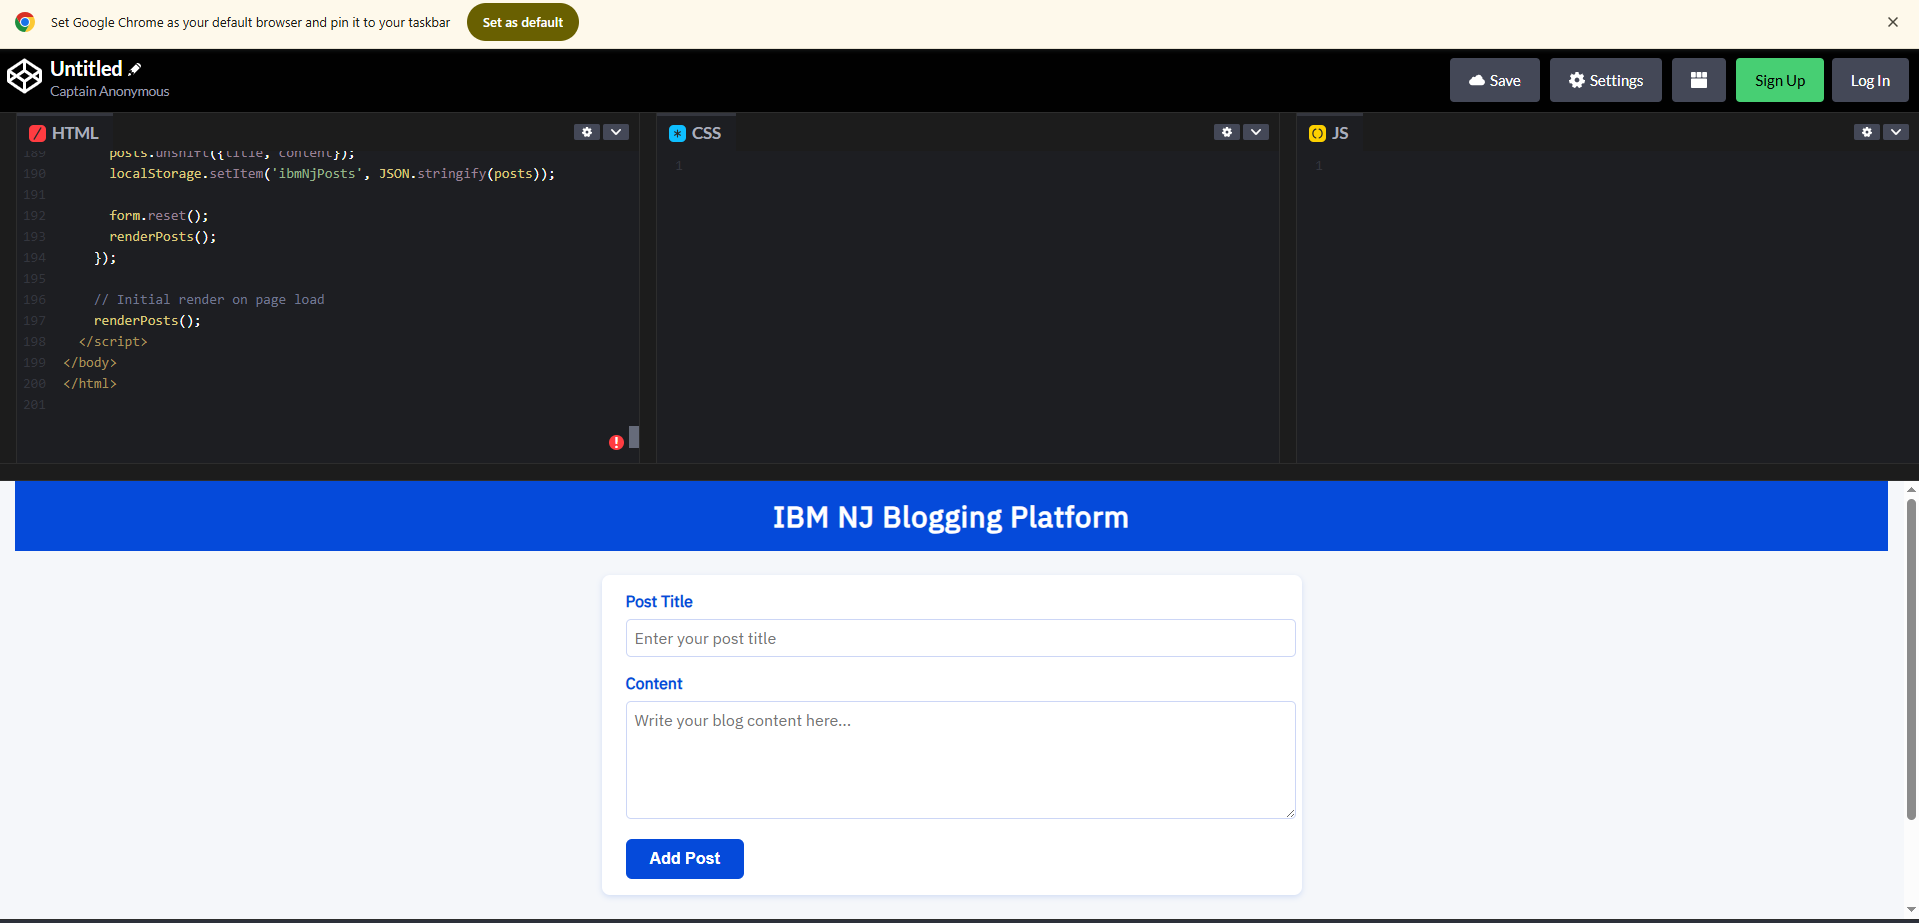 Set Google Chrome as your default browser and pin it to your taskbar
Set as default
Untitled
Captain Anonymous
Save
Settings
Sign Up
Log In
HTML
CSS
JS
189 posts.unshift({title, content});
190 localStorage.setItem('ibmNjPosts', JSON.stringify(posts));
191
192 form.reset();
193 renderPosts();
194 });
195
196 // Initial render on page load
197 renderPosts();
198 </script>
199 </body>
200 </html>
201
1
1
IBM NJ Blogging Platform
Post Title
Enter your post title
Content
Write your blog content here...
Add Post